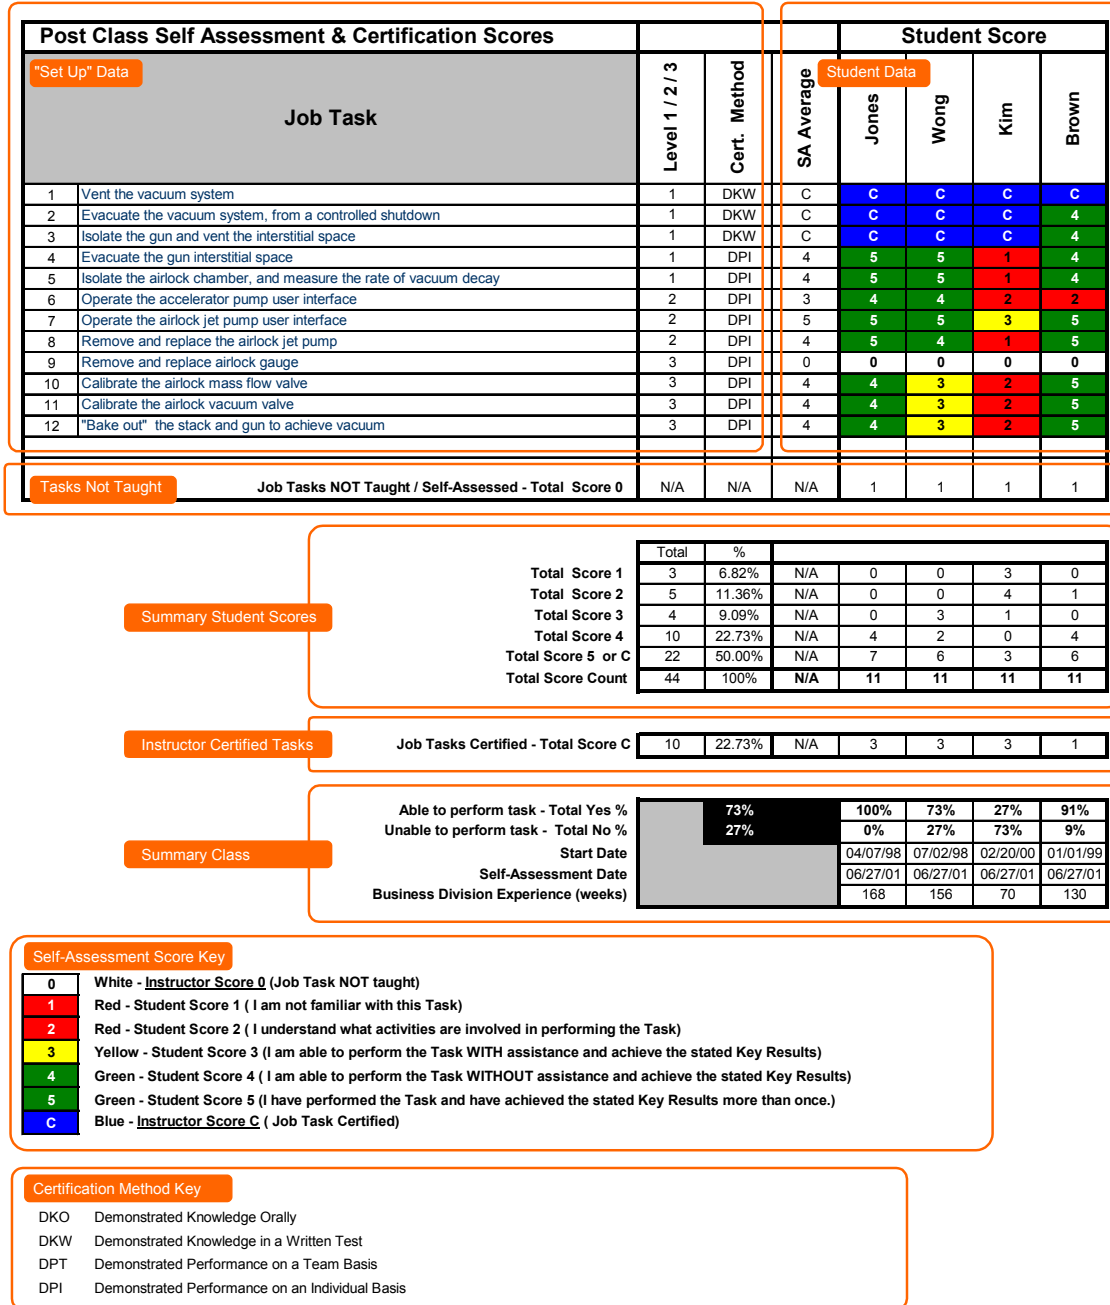 Post Class Self Assessment & Certification Scores Student Score
"Set Up" Data Student Data
Job Task Level 1 / 2 / 3 Cert. Method SA Average Jones Wong Kim Brown
1 Vent the vacuum system 1 DKW C C C C C
2 Evacuate the vacuum system, from a controlled shutdown 1 DKW C C C C 4
3 Isolate the gun and vent the interstitial space 1 DKW C C C C 4
4 Evacuate the gun interstitial space 1 DPI 4 5 5 1 4
5 Isolate the airlock chamber, and measure the rate of vacuum decay 1 DPI 4 5 5 1 4
6 Operate the accelerator pump user interface 2 DPI 3 4 4 2 2
7 Operate the airlock jet pump user interface 2 DPI 5 5 5 3 5
8 Remove and replace the airlock jet pump 2 DPI 4 5 4 1 5
9 Remove and replace airlock gauge 3 DPI 0 0 0 0 0
10 Calibrate the airlock mass flow valve 3 DPI 4 4 3 2 5
11 Calibrate the airlock vacuum valve 3 DPI 4 4 3 2 5
12 "Bake out" the stack and gun to achieve vacuum 3 DPI 4 4 3 2 5
Tasks Not Taught Job Tasks NOT Taught / Self-Assessed - Total Score 0 N/A N/A N/A 1 1 1 1
Total %
Total Score 1 3 6.82% N/A 0 0 3 0
Total Score 2 5 11.36% N/A 0 0 4 1
Summary Student Scores Total Score 3 4 9.09% N/A 0 3 1 0
Total Score 4 10 22.73% N/A 4 2 0 4
Total Score 5 or C 22 50.00% N/A 7 6 3 6
Total Score Count 44 100% N/A 11 11 11 11
Instructor Certified Tasks Job Tasks Certified - Total Score C 10 22.73% N/A 3 3 3 1
Able to perform task - Total Yes % 73% 100% 73% 27% 91%
Unable to perform task - Total No % 27% 0% 27% 73% 9%
Summary Class Start Date 04/07/98 07/02/98 02/20/00 01/01/99
Self-Assessment Date 06/27/01 06/27/01 06/27/01 06/27/01
Business Division Experience (weeks) 168 156 70 130
Self-Assessment Score Key
0 White - Instructor Score 0 (Job Task NOT taught)
1 Red - Student Score 1 ( I am not familiar with this Task)
2 Red - Student Score 2 ( I understand what activities are involved in performing the Task)
3 Yellow - Student Score 3 (I am able to perform the Task WITH assistance and achieve the stated Key Results)
4 Green - Student Score 4 ( I am able to perform the Task WITHOUT assistance and achieve the stated Key Results)
5 Green - Student Score 5 (I have performed the Task and have achieved the stated Key Results more than once.)
C Blue - Instructor Score C ( Job Task Certified)
Certification Method Key
DKO Demonstrated Knowledge Orally
DKW Demonstrated Knowledge in a Written Test
DPT Demonstrated Performance on a Team Basis
DPI Demonstrated Performance on an Individual Basis